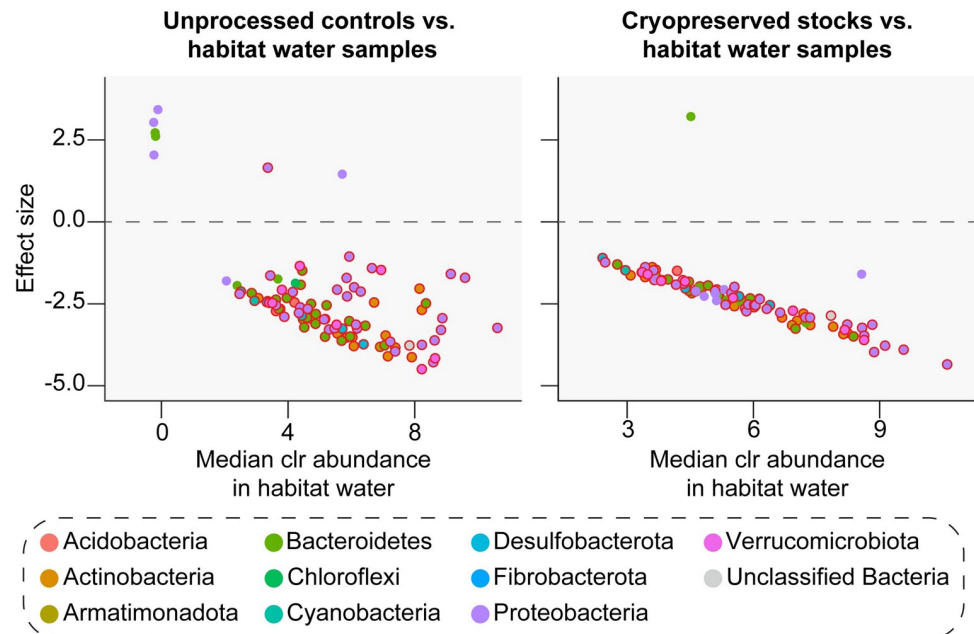 Unprocessed controls vs.
habitat water samples
Cryopreserved stocks vs.
habitat water samples
Effect size
2.5
0.0
-2.5
-5.0
0 4 8
3 6 9
Median clr abundance
in habitat water
Median clr abundance
in habitat water
Acidobacteria Bacteroidetes Desulfobacterota Verrucomicrobiota
Actinobacteria Chloroflexi Fibrobacterota Unclassified Bacteria
Armatimonadota Cyanobacteria Proteobacteria